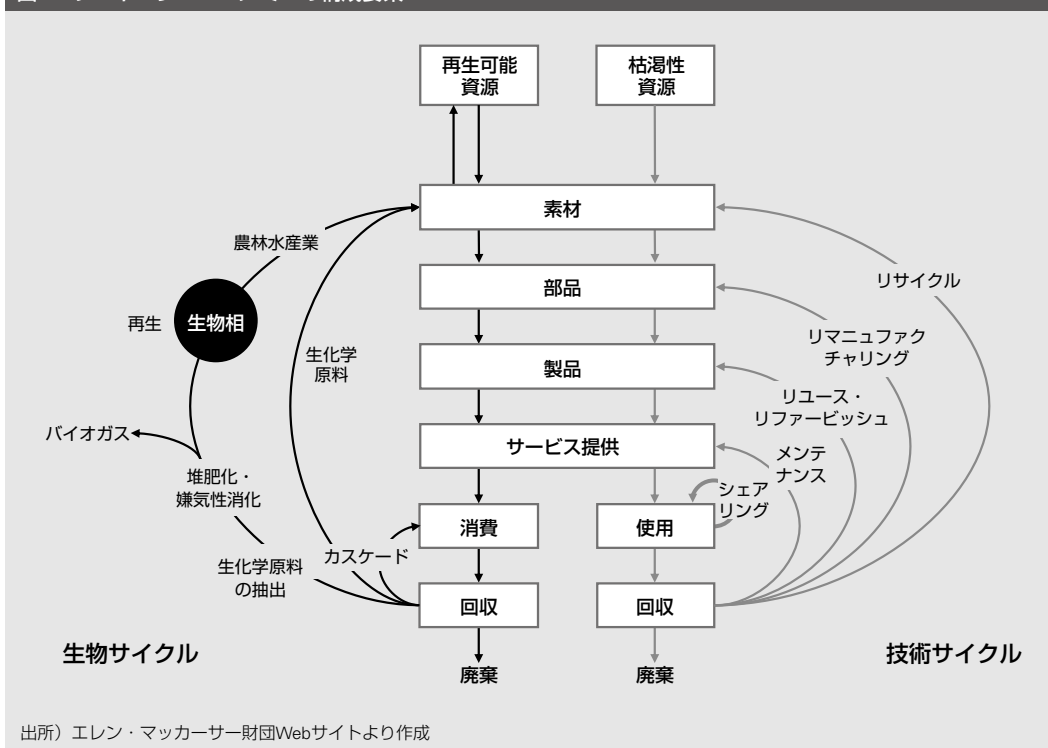 再生可能
資源
枯渇性
資源
素材
農林水産業
リサイクル
部品
再生
生物相
リマニュファク
チャリング
生化学
原料
製品
リユース・
リファービッシュ
バイオガス
サービス提供
メンテ
ナンス
堆肥化・
嫌気性消化
シェア
リング
消費
使用
カスケード
生化学原料
の抽出
回収
回収
生物サイクル
技術サイクル
廃棄
廃棄
出所）エレン・マッカーサー財団Webサイトより作成